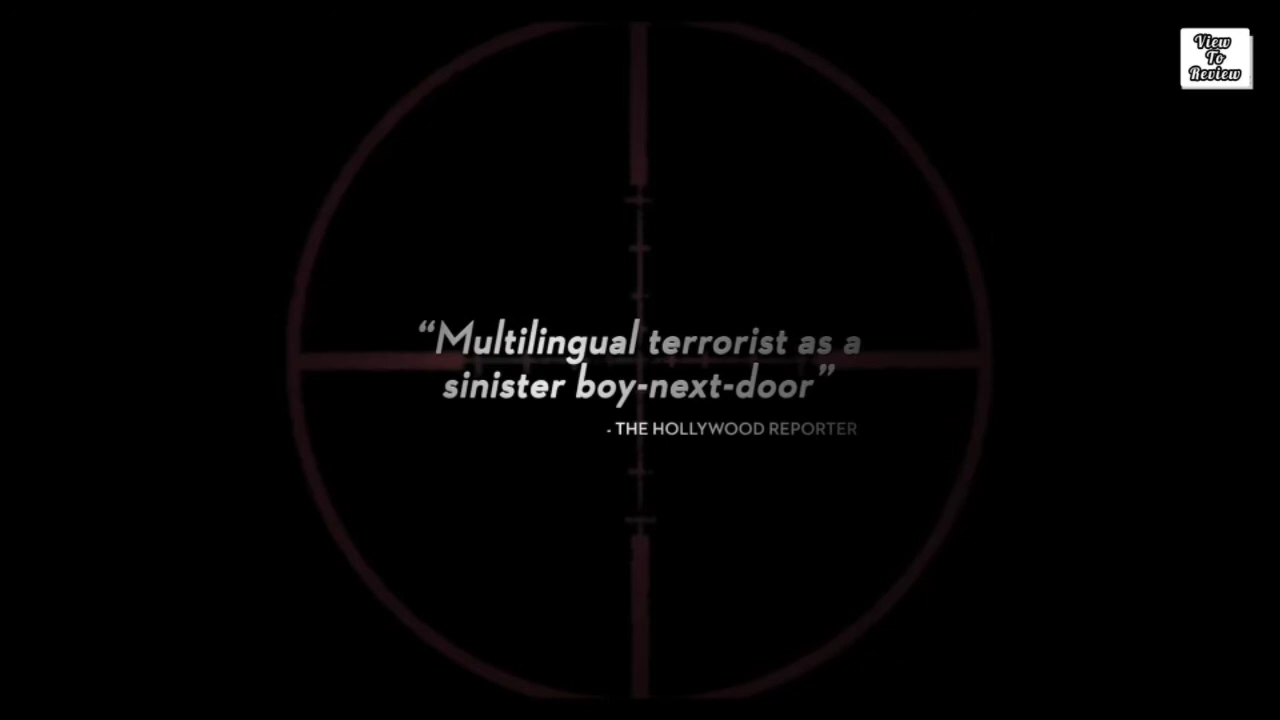 View
To
Review
“Multilingual terrorist as a
sinister boy-next-door”
- THE HOLLYWOOD REPORTER